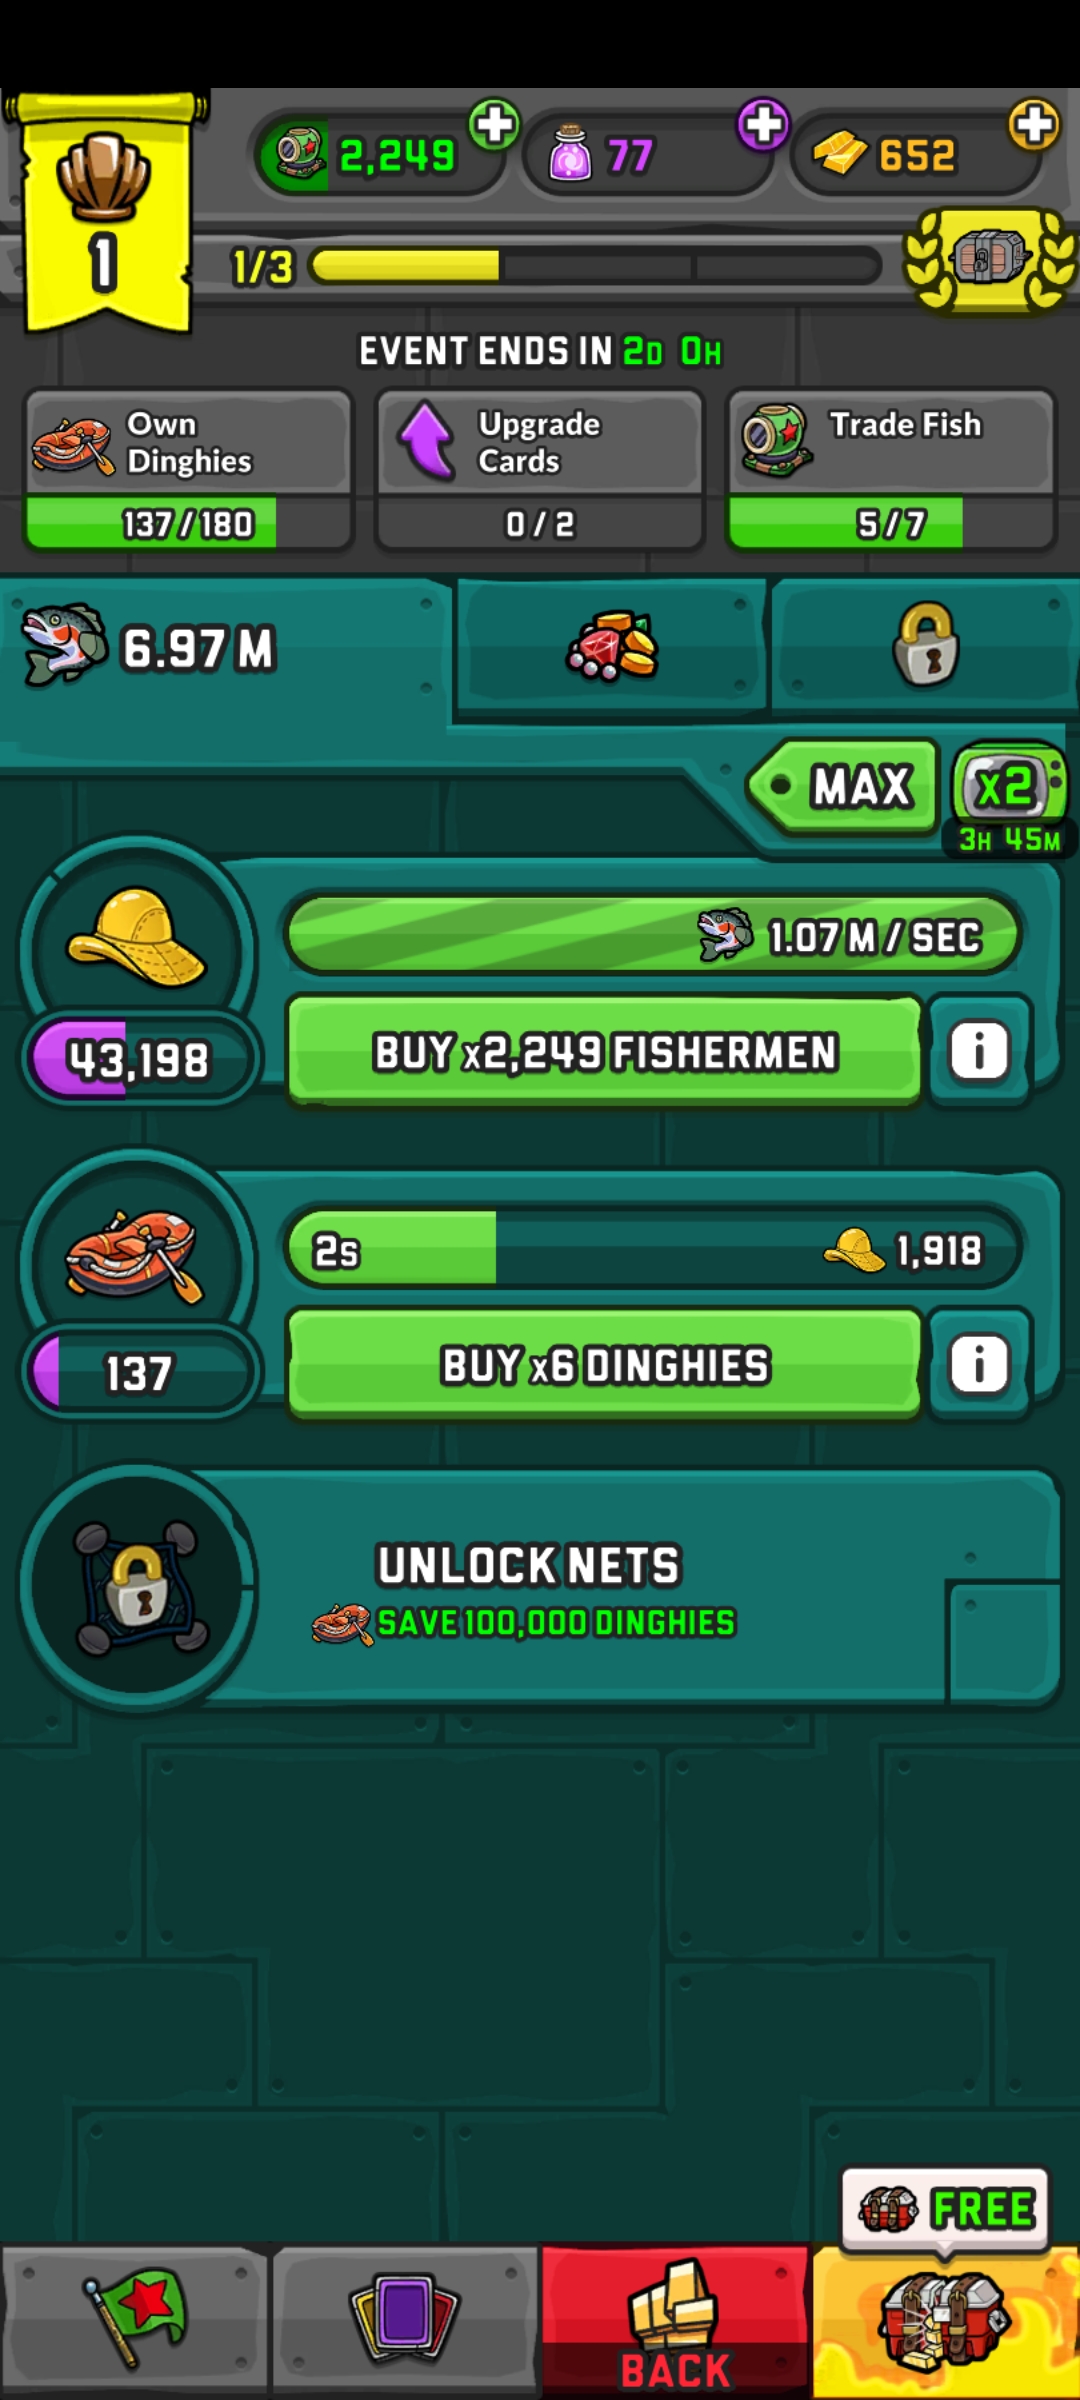 2,249
77
652
1
1/3
EVENT ENDS IN 2D 0H
Own
Dinghies
137/180
Upgrade
Cards
0/2
Trade Fish
5/7
6.97 M
MAX
x2
3H 45M
1.07 M / SEC
43,198
BUY x2,249 FISHERMEN
i
2s
1,918
137
BUY x6 DINGHIES
i
UNLOCK NETS
SAVE 100,000 DINGHIES
FREE
BACK